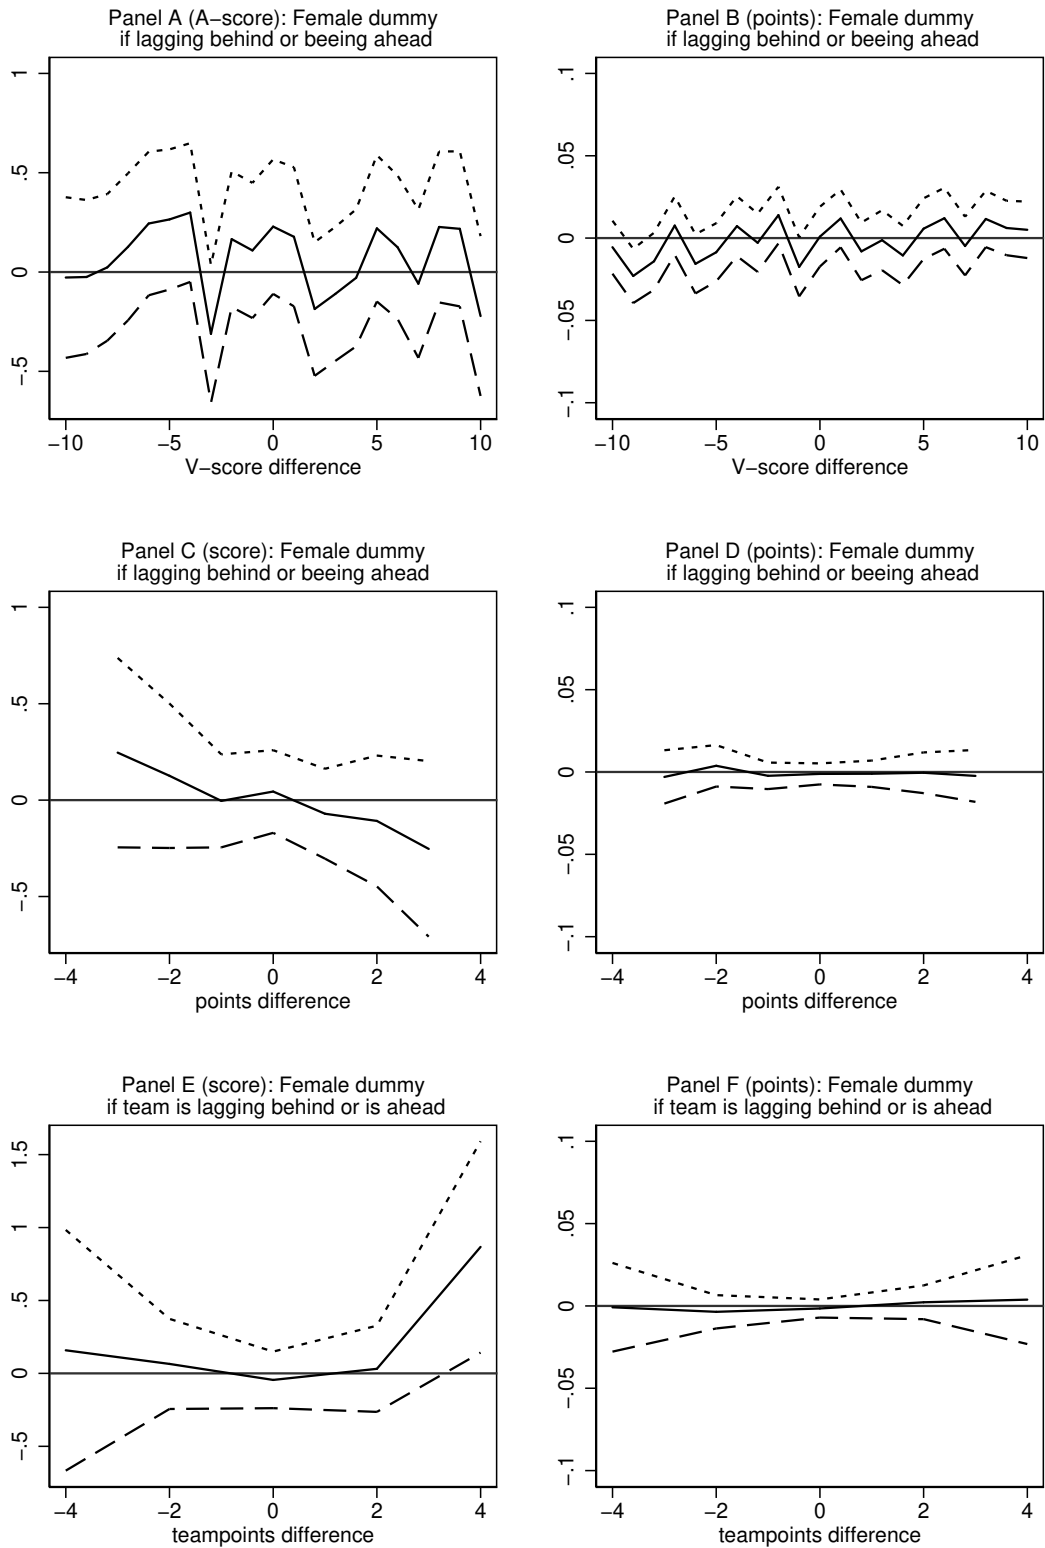 Panel A (A−score): Female dummy
if lagging behind or beeing ahead
1
.5
0
−.5
−10 −5 0 5 10
V−score difference
Panel B (points): Female dummy
if lagging behind or beeing ahead
.1
.05
0
−.05
−.1
−10 −5 0 5 10
V−score difference
Panel C (score): Female dummy
if lagging behind or beeing ahead
1
.5
0
−.5
−4 −2 0 2 4
points difference
Panel D (points): Female dummy
if lagging behind or beeing ahead
.1
.05
0
−.05
−.1
−4 −2 0 2 4
points difference
Panel E (score): Female dummy
if team is lagging behind or is ahead
1.5
1
.5
0
−.5
−4 −2 0 2 4
teampoints difference
Panel F (points): Female dummy
if team is lagging behind or is ahead
.1
.05
0
−.05
−.1
−4 −2 0 2 4
teampoints difference